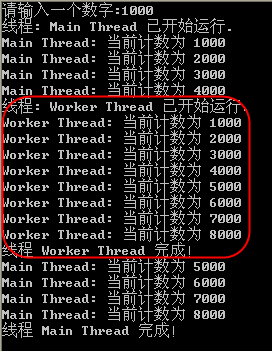 请输入一个数字:1000
线程: Main Thread 已开始运行.
Main Thread: 当前计数为 1000
Main Thread: 当前计数为 2000
Main Thread: 当前计数为 3000
Main Thread: 当前计数为 4000
线程: Worker Thread 已开始运行.
Worker Thread: 当前计数为 1000
Worker Thread: 当前计数为 2000
Worker Thread: 当前计数为 3000
Worker Thread: 当前计数为 4000
Worker Thread: 当前计数为 5000
Worker Thread: 当前计数为 6000
Worker Thread: 当前计数为 7000
Worker Thread: 当前计数为 8000
线程 Worker Thread 完成!
Main Thread: 当前计数为 5000
Main Thread: 当前计数为 6000
Main Thread: 当前计数为 7000
Main Thread: 当前计数为 8000
线程 Main Thread 完成!